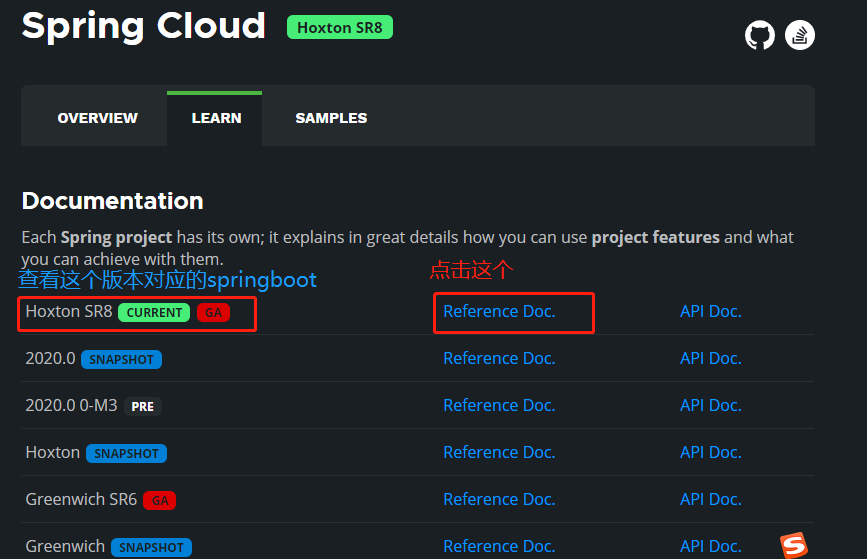 Spring Cloud Hoxton SR8
OVERVIEW LEARN SAMPLES
Documentation
Each Spring project has its own; it explains in great details how you can use project features and what
you can achieve with them.
查看这个版本对应的springboot 点击这个
Hoxton SR8 CURRENT GA Reference Doc. API Doc.
2020.0 SNAPSHOT Reference Doc. API Doc.
2020.0 0-M3 PRE Reference Doc. API Doc.
Hoxton SNAPSHOT Reference Doc. API Doc.
Greenwich SR6 GA Reference Doc. API Doc.
Greenwich SNAPSHOT Reference Doc. API Doc.